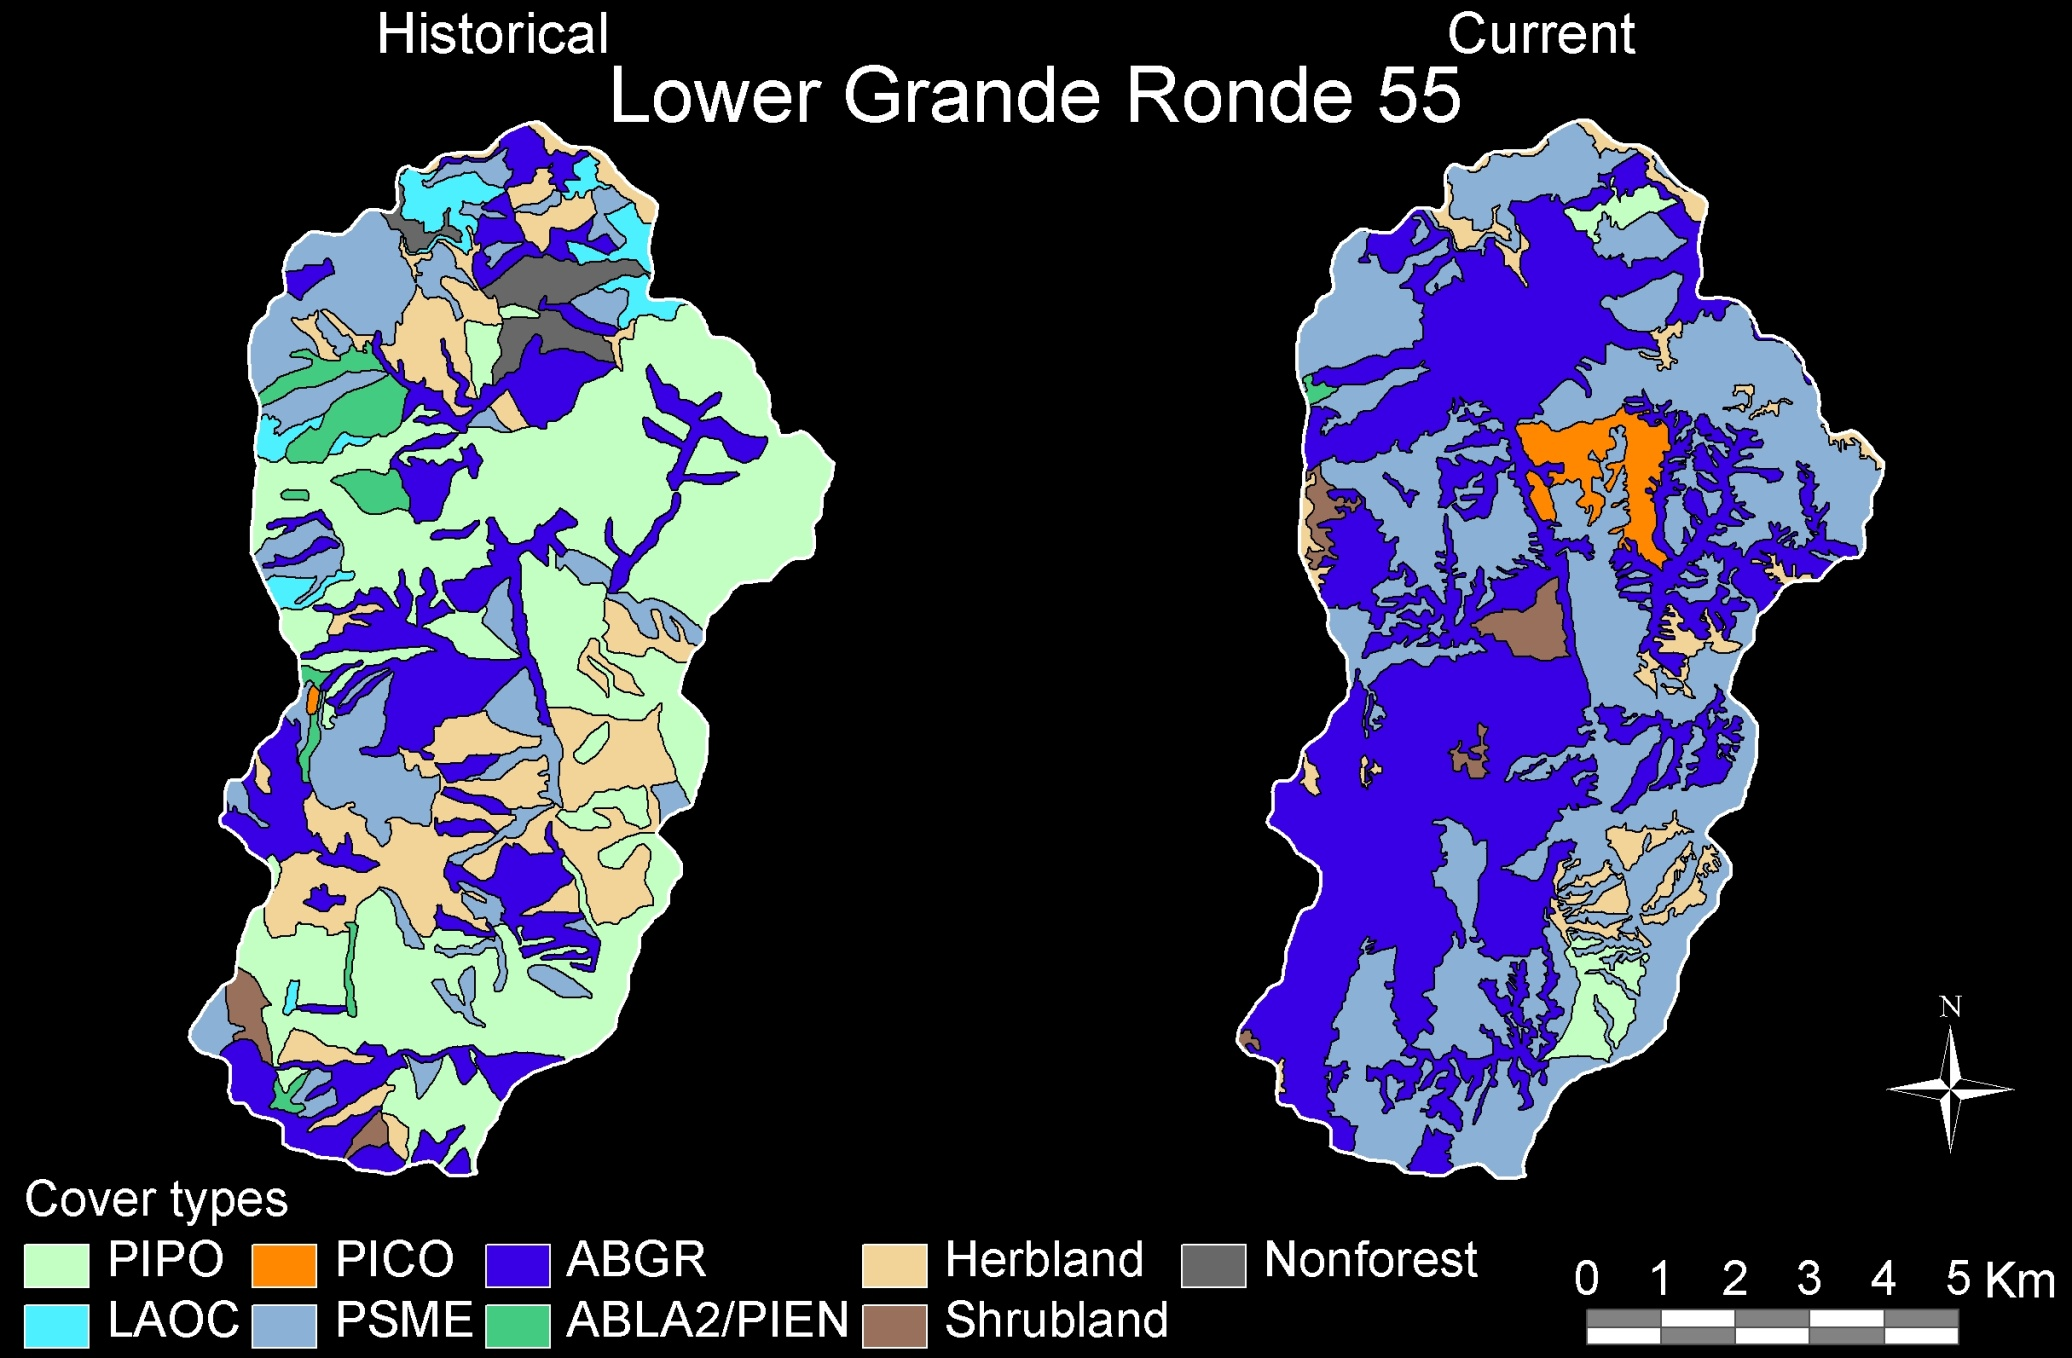 Historical Current
Lower Grande Ronde 55
N
Cover types
PIPO PICO ABGR Herbland Nonforest
LAOC PSME ABLA2/PIEN Shrubland
0 1 2 3 4 5 Km